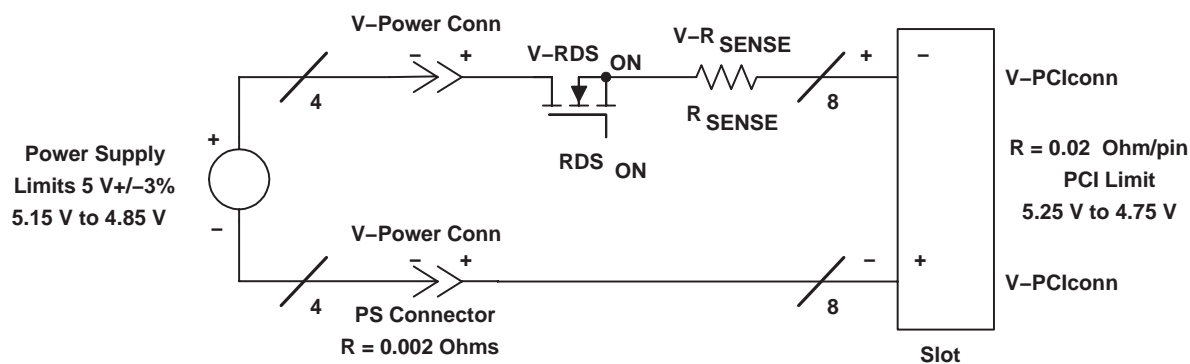 V−Power Conn
V−RDS ON
V−R SENSE
− +
+ −
4
8
R SENSE
RDS ON
V−PCIconn
+
Power Supply
Limits 5 V+/−3%
5.15 V to 4.85 V
−
R = 0.02 Ohm/pin
PCI Limit
5.25 V to 4.75 V
V−Power Conn
− +
− +
4
8
V−PCIconn
PS Connector
R = 0.002 Ohms
Slot